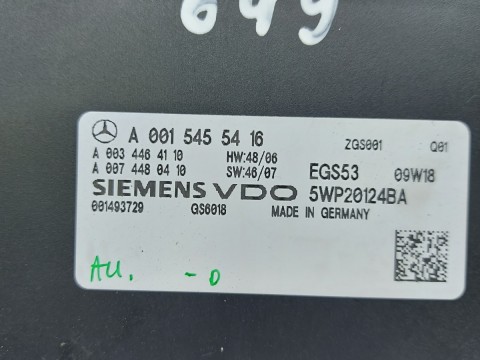 649
A 001 545 54 16 ZGS001 Q01
A 003 446 41 10 HW:48/06
A 007 448 04 10 SW:46/07 EGS53 09W18
SIEMENS VDO 5WP20124BA
001493729 GS6018 MADE IN GERMANY
AU. -D